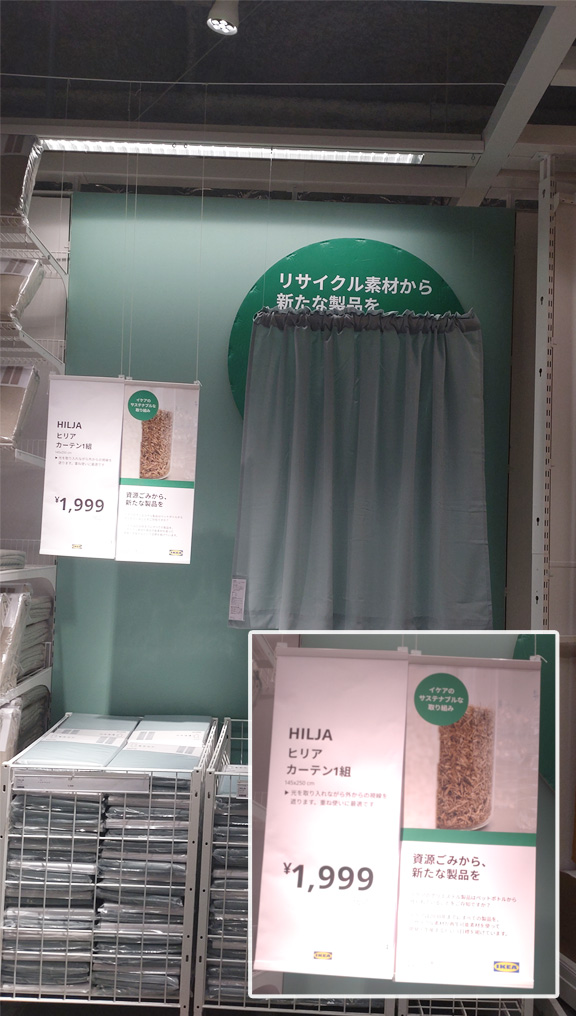 リサイクル素材から
新たな製品を
HILJA
ヒリア
カーテン1組
¥1,999
イケアの
サステナブルな
取り組み
資源ごみから、
新たな製品を
IKEA
IKEA
HILJA
ヒリア
カーテン1組
145x250 cm
▶ 光を取り入れながら外からの視線を
遮ります。重ね使いに最適です
¥1,999
IKEA
イケアの
サステナブルな
取り組み
資源ごみから、
新たな製品を
IKEA